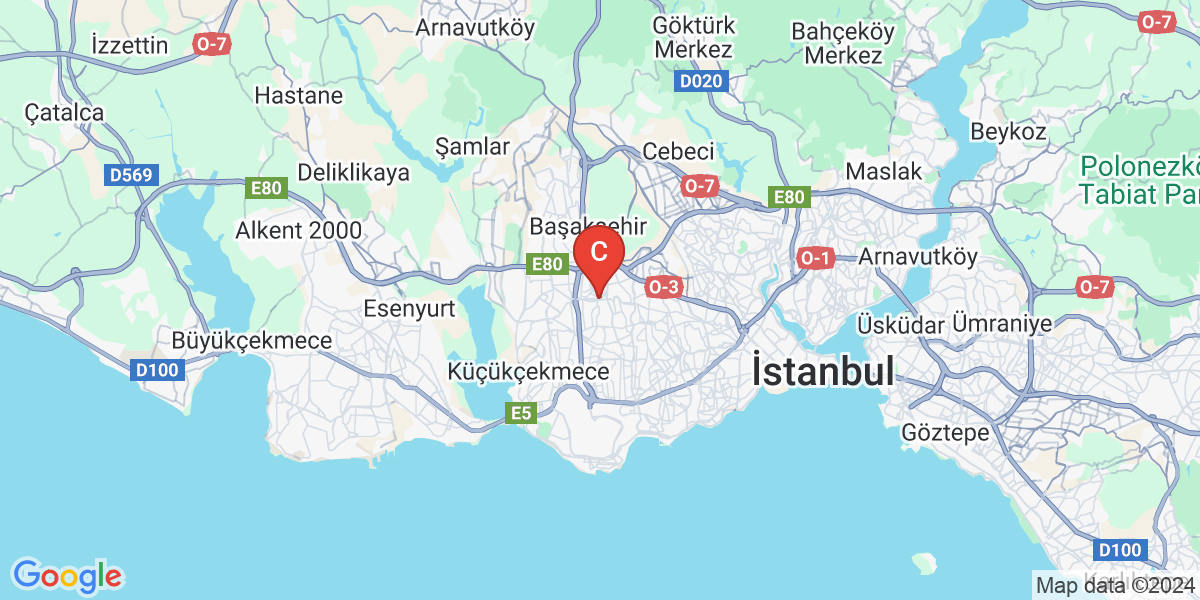 Arnavutköy
Göktürk
Merkez
Bahçeköy
Merkez
O-7
İzzettin
O-7
D020
Hastane
Çatalca
Beykoz
Şamlar
Cebeci
Polonezkö
Tabiat Par
D569
E80
Deliklikaya
O-7
E80
Maslak
Alkent 2000
Başakşehir
C
E80
O-3
O-1
Arnavutköy
O-7
Esenyurt
Üsküdar
Ümraniye
Büyükçekmece
D100
Küçükçekmece
İstanbul
E5
Göztepe
D100
Google
Map data ©2024